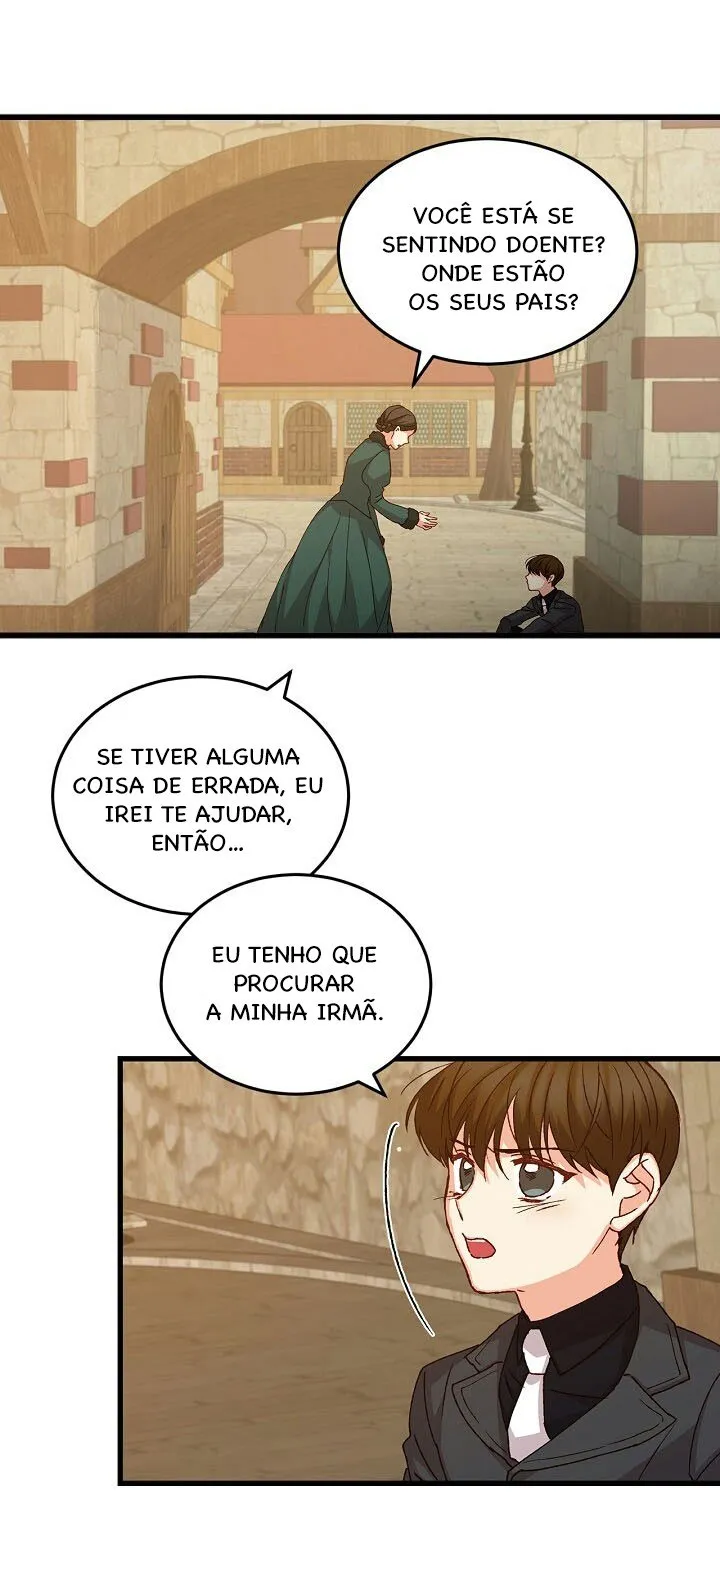 VOCÊ ESTÁ SE
SENTINDO DOENTE?
ONDE ESTÃO
OS SEUS PAIS?
SE TIVER ALGUMA
COISA DE ERRADA, EU
IREI TE AJUDAR,
ENTÃO...
EU TENHO QUE
PROCURAR
A MINHA IRMÃ.